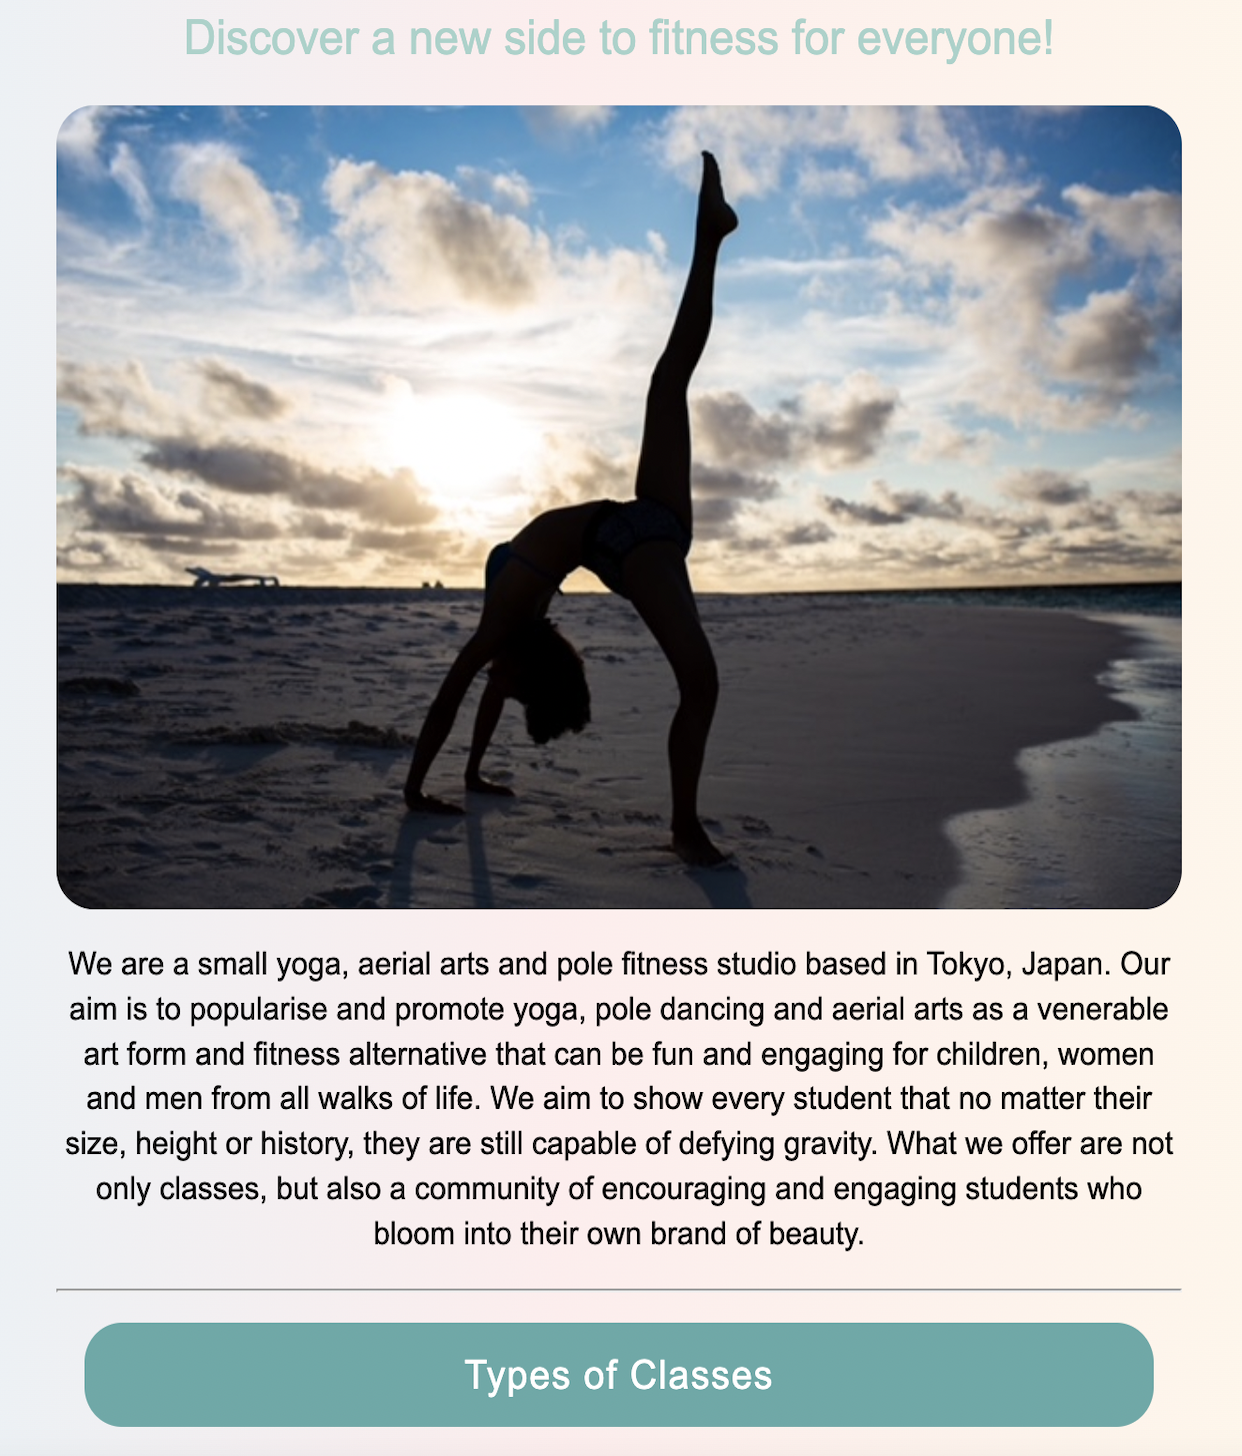 Discover a new side to fitness for everyone!
We are a small yoga, aerial arts and pole fitness studio based in Tokyo, Japan. Our
aim is to popularise and promote yoga, pole dancing and aerial arts as a venerable
art form and fitness alternative that can be fun and engaging for children, women
and men from all walks of life. We aim to show every student that no matter their
size, height or history, they are still capable of defying gravity. What we offer are not
only classes, but also a community of encouraging and engaging students who
bloom into their own brand of beauty.
Types of Classes